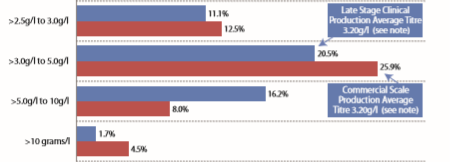 >2.5g/l to 3.0g/l
11.1%
12.5%
Late Stage Clinical
Production Average Titre
3.20g/l (see note)
>3.0g/l to 5.0g/l
20.5%
25.9%
>5.0g/l to 10g/l
16.2%
8.0%
Commercial Scale
Production Average
Titre 3.20g/l (see note)
>10 grams/l
1.7%
4.5%